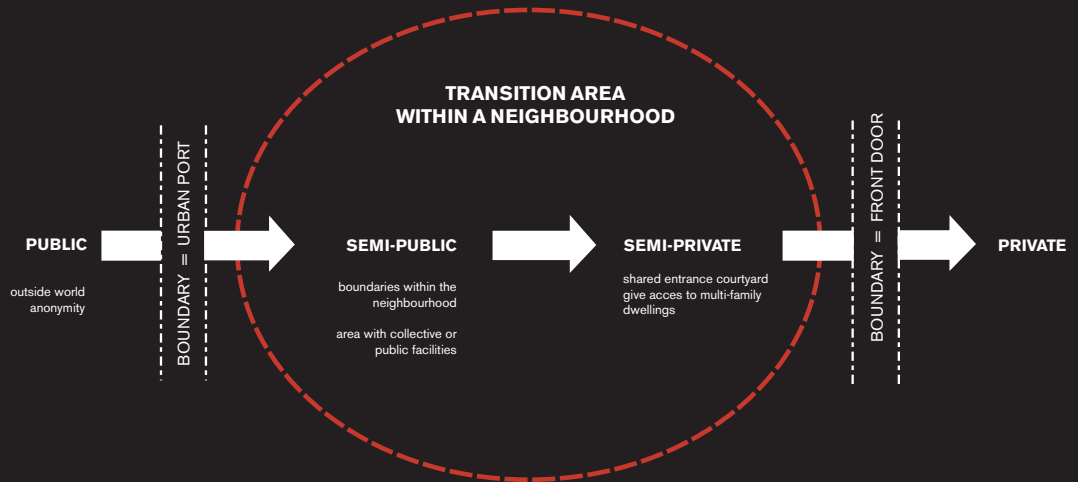 TRANSITION AREA
WITHIN A NEIGHBOURHOOD
PUBLIC
outside world
anonymity
BOUNDARY = URBAN PORT
SEMI-PUBLIC
boundaries within the
neighbourhood
area with collective or
public facilities
SEMI-PRIVATE
shared entrance courtyard
give acces to multi-family
dwellings
BOUNDARY = FRONT DOOR
PRIVATE